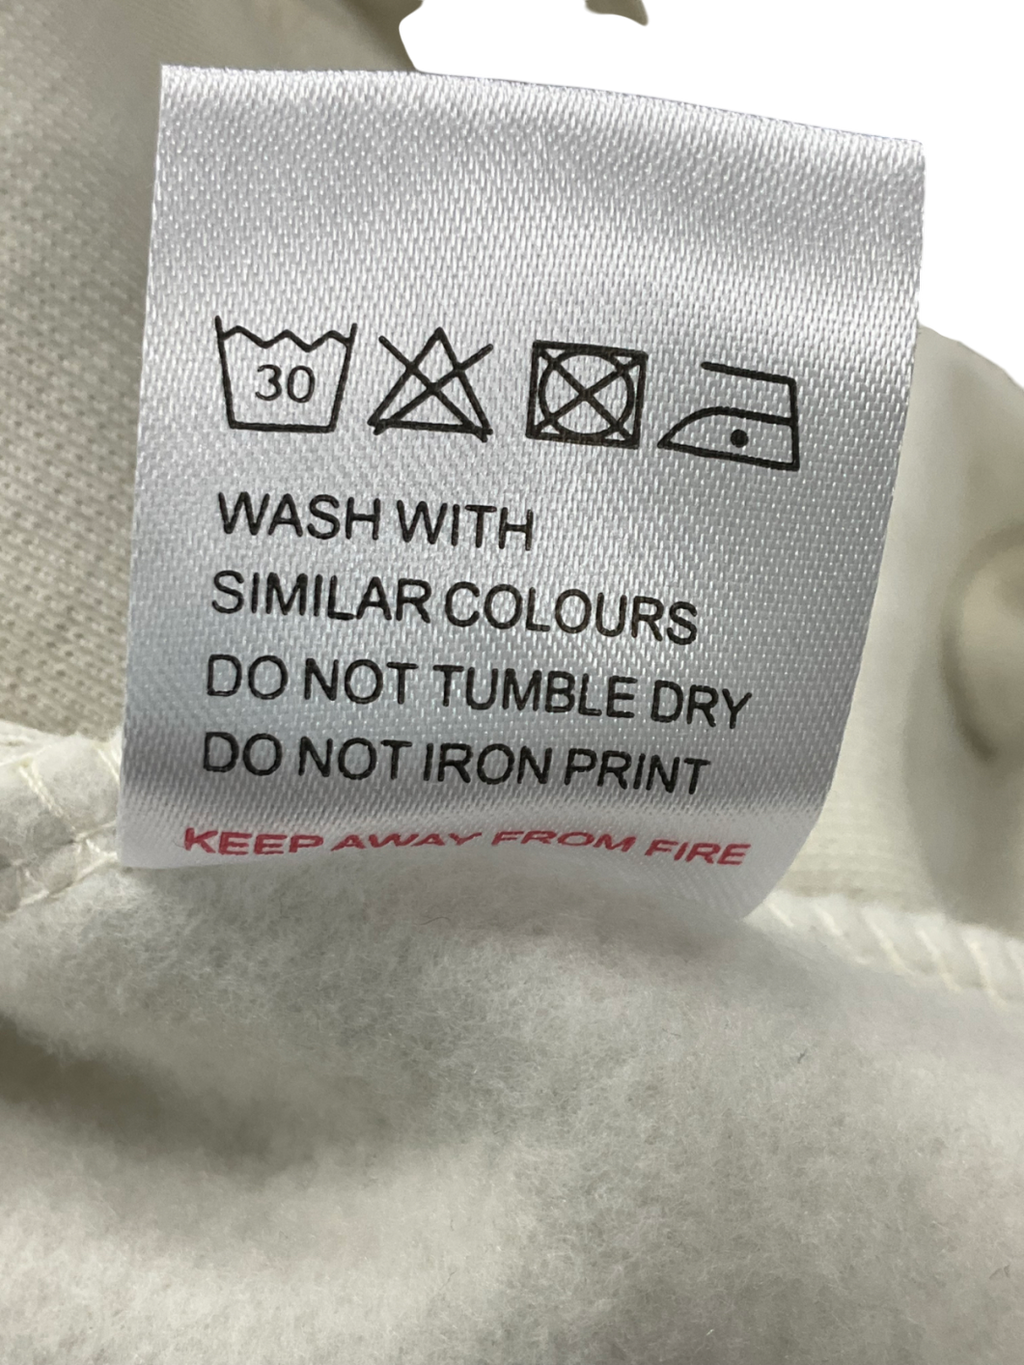 30
WASH WITH
SIMILAR COLOURS
DO NOT TUMBLE DRY
DO NOT IRON PRINT
KEEP AWAY FROM FIRE